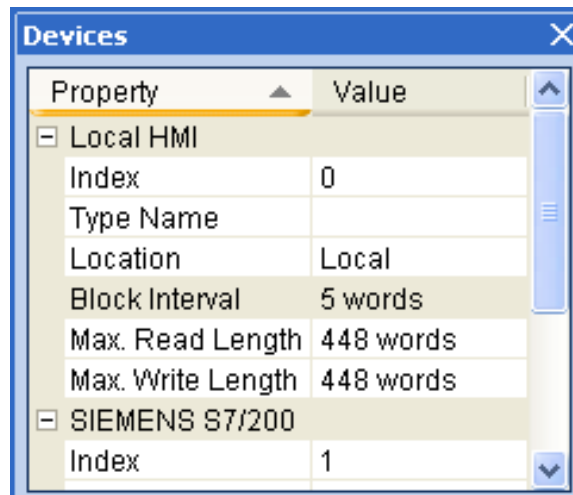 Devices
Property Value
Local HMI
Index 0
Type Name
Location Local
Block Interval 5 words
Max. Read Length 448 words
Max. Write Length 448 words
SIEMENS S7/200
Index 1